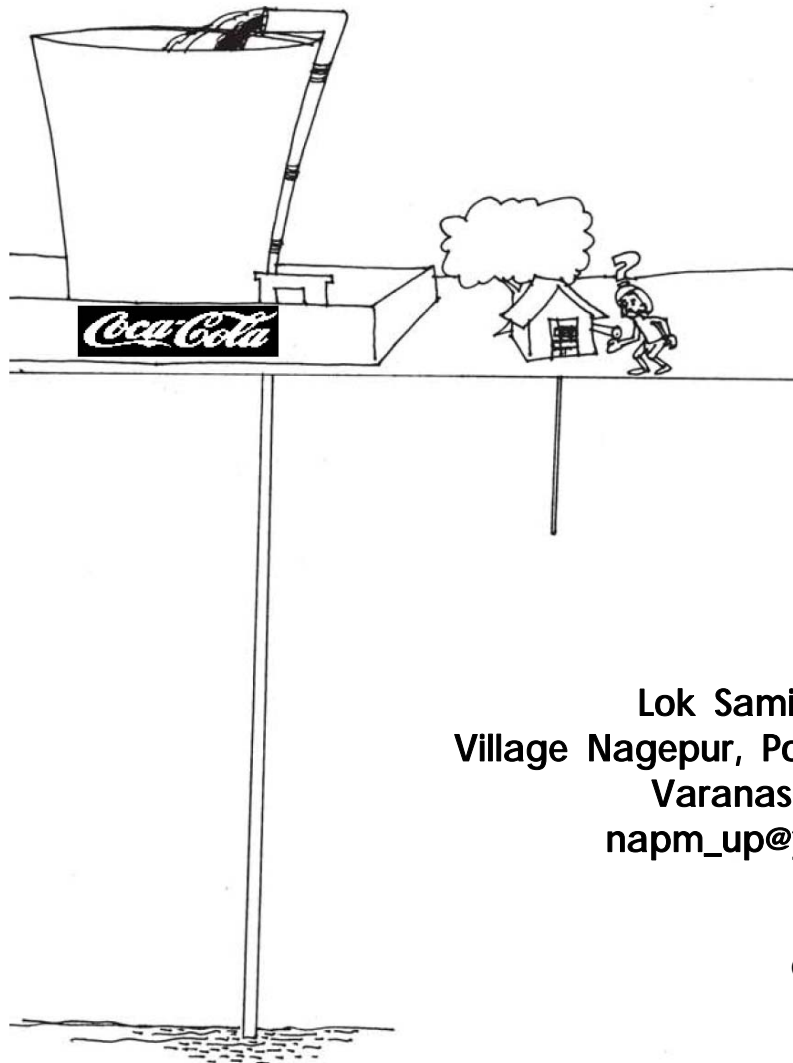 Coca-Cola
?
Lok Sami
Village Nagepur, Po
Varanas
napm_up@